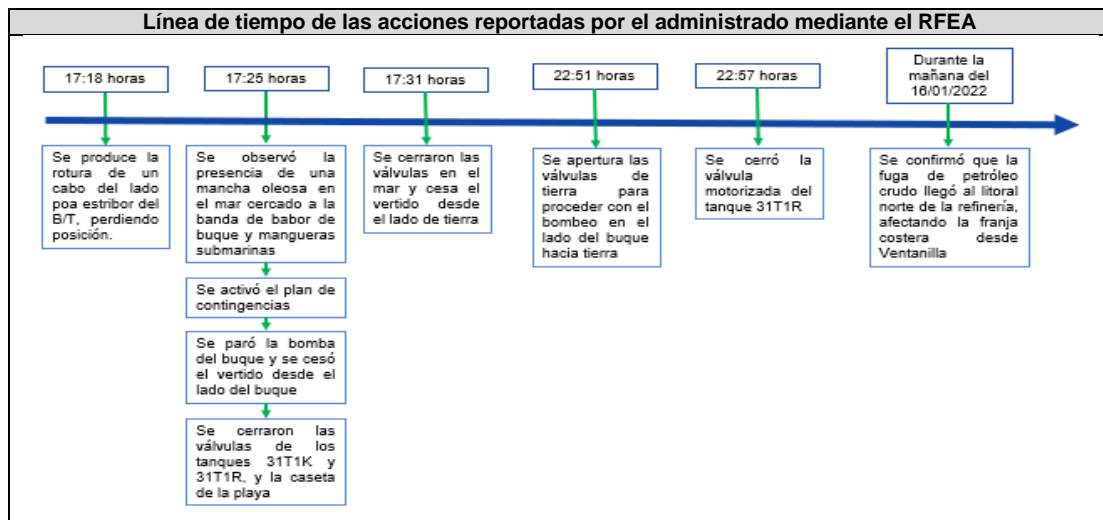 Línea de tiempo de las acciones reportadas por el administrado mediante el RFEA
17:18 horas
Se produce la
rotura de un
cabo del lado
poa estribor del
B/T, perdiendo
posición.
17:25 horas
Se observó la
presencia de una
mancha oleosa en
el mar cercado a la
banda de babor de
buque y mangueras
submarinas
Se activó el plan de
contingencias
Se paró la bomba
del buque y se cesó
el vertido desde el
lado del buque
Se cerraron las
válvulas de los
tanques 31T1K y
31T1R, y la caseta
de la playa
17:31 horas
Se cerraron las
válvulas en el
mar y cesa el
vertido desde
el lado de tierra
22:51 horas
Se apertura las
válvulas de
tierra para
proceder con el
bombeo en el
lado del buque
hacia tierra
22:57 horas
Se cerró la
válvula
motorizada del
tanque 31T1R
Durante la
mañana del
16/01/2022
Se confirmó que la
fuga de petróleo
crudo llegó al litoral
norte de la refinería,
afectando la franja
costera desde
Ventanilla